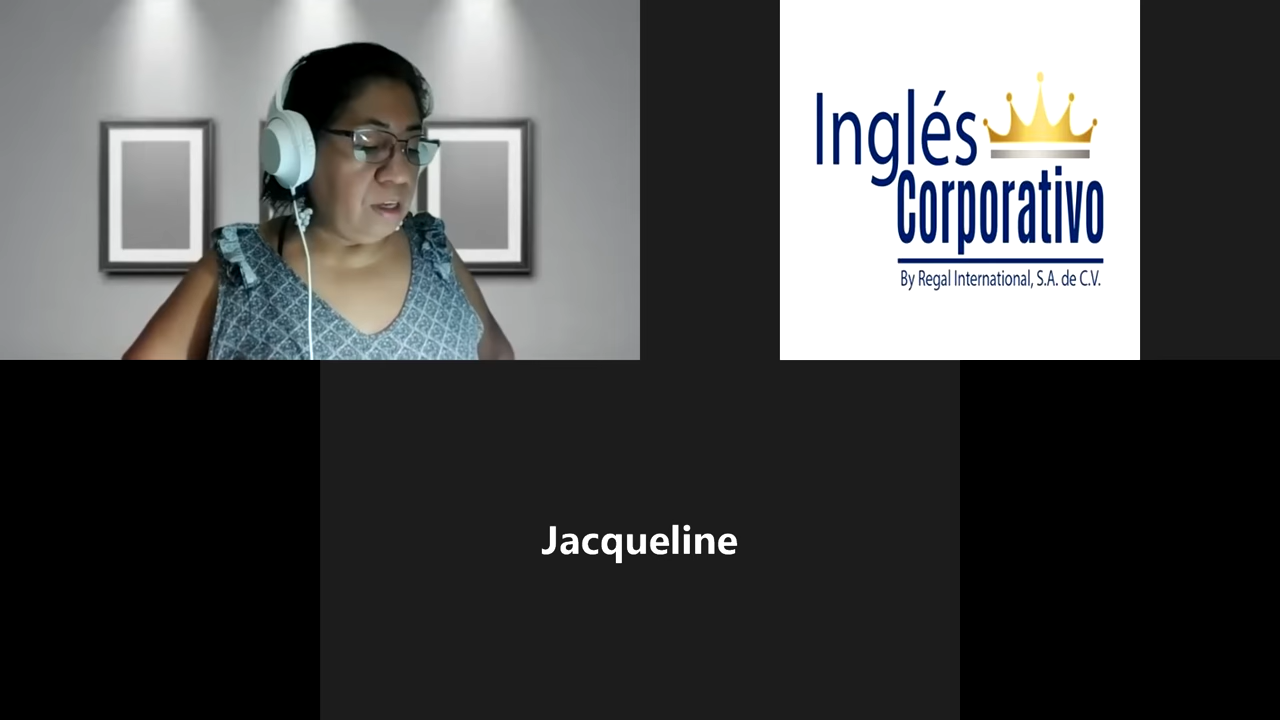 Inglés
Corporativo
By Regal International, S.A. de C.V.
Jacqueline